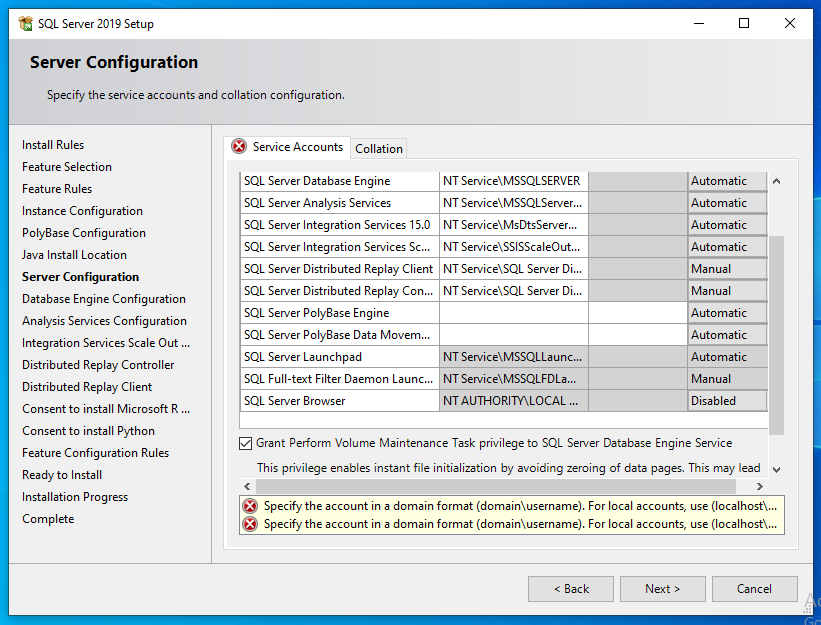 SQL Server 2019 Setup
Server Configuration
Specify the service accounts and collation configuration.
Install Rules
Feature Selection
Feature Rules
Instance Configuration
PolyBase Configuration
Java Install Location
Server Configuration
Database Engine Configuration
Analysis Services Configuration
Integration Services Scale Out ...
Distributed Replay Controller
Distributed Replay Client
Consent to install Microsoft R ...
Consent to install Python
Feature Configuration Rules
Ready to Install
Installation Progress
Complete
Service Accounts Collation
SQL Server Database Engine NT Service\MSSQLSERVER Automatic
SQL Server Analysis Services NT Service\MSSQLServer... Automatic
SQL Server Integration Services 15.0 NT Service\MsDtsServer... Automatic
SQL Server Integration Services Sc... NT Service\SSISScaleOut... Automatic
SQL Server Distributed Replay Client NT Service\SQL Server Di... Manual
SQL Server Distributed Replay Con... NT Service\SQL Server Di... Manual
SQL Server PolyBase Engine Automatic
SQL Server PolyBase Data Movem... Automatic
SQL Server Launchpad NT Service\MSSQLLaunc... Automatic
SQL Full-text Filter Daemon Launc... NT Service\MSSQLFDLa... Manual
SQL Server Browser NT AUTHORITY\LOCAL ... Disabled
Grant Perform Volume Maintenance Task privilege to SQL Server Database Engine Service
This privilege enables instant file initialization by avoiding zeroing of data pages. This may lead
Specify the account in a domain format (domain\username). For local accounts, use (localhost\...
Specify the account in a domain format (domain\username). For local accounts, use (localhost\...
< Back Next > Cancel